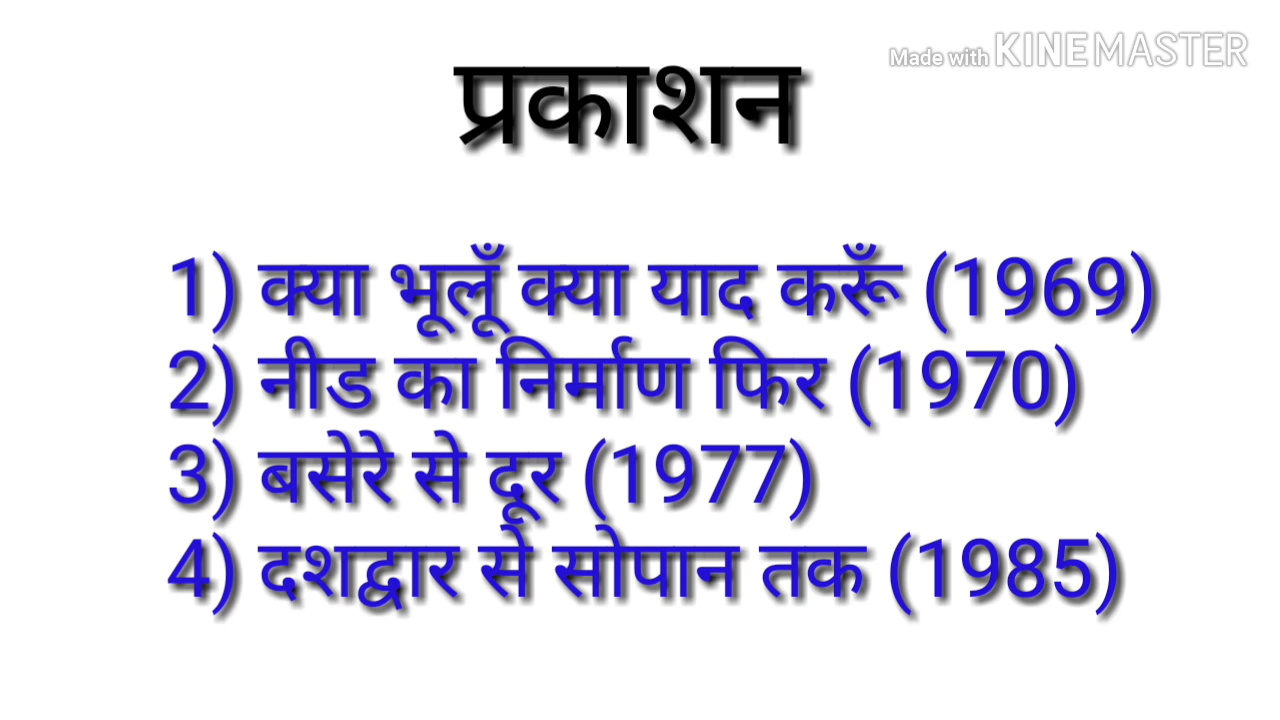 Made with KINEMASTER
प्रकाशन
1) क्या भूलूँ क्या याद करूँ (1969)
2) नीड का निर्माण फिर (1970)
3) बसेरे से दूर (1977)
4) दशद्वार से सोपान तक (1985)